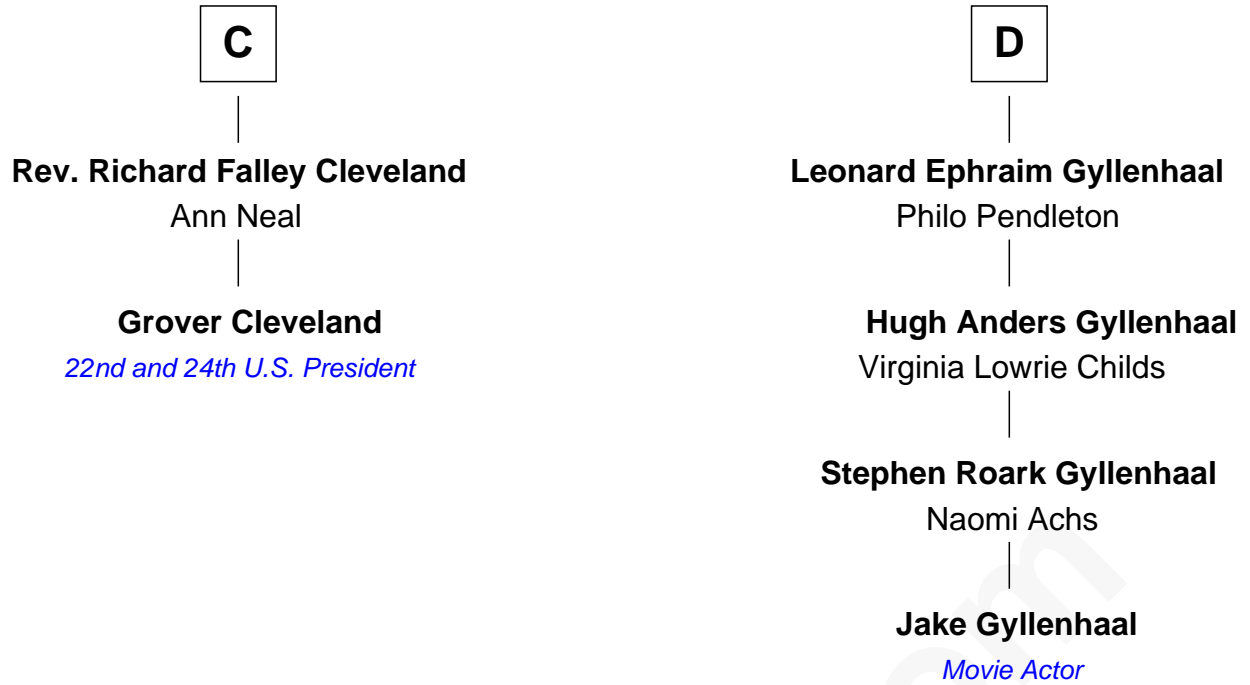 C
Rev. Richard Falley Cleveland
Ann Neal
Grover Cleveland
22nd and 24th U.S. President
D
Leonard Ephraim Gyllenhaal
Philo Pendleton
Hugh Anders Gyllenhaal
Virginia Lowrie Childs
Stephen Roark Gyllenhaal
Naomi Achs
Jake Gyllenhaal
Movie Actor